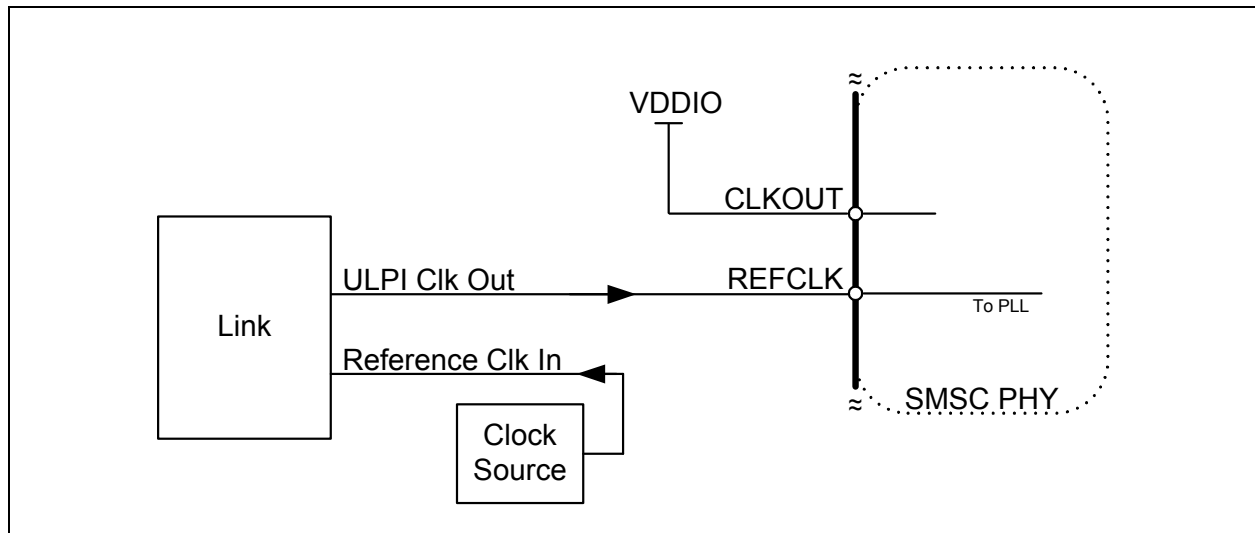 VDDIO
CLKOUT
ULPI Clk Out
REFCLK
To PLL
Link
Reference Clk In
SMSC PHY
Clock
Source